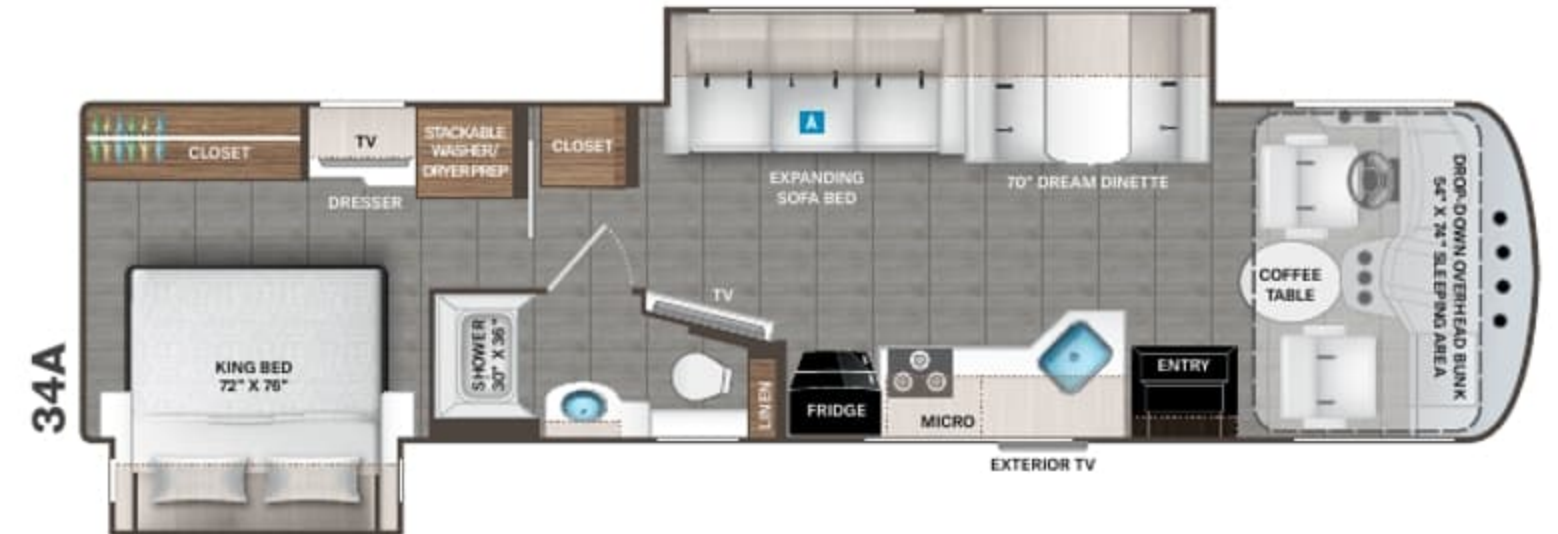 34A
CLOSET
TV
DRESSER
STACKABLE
WASHER/
DRYER PREP
CLOSET
A
EXPANDING
SOFA BED
70" DREAM DINETTE
DROP-DOWN OVERHEAD BUNK
54" X 74" SLEEPING AREA
COFFEE
TABLE
KING BED
72" X 76"
SHOWER
30" X 36"
TV
LINEN
FRIDGE
MICRO
ENTRY
EXTERIOR TV